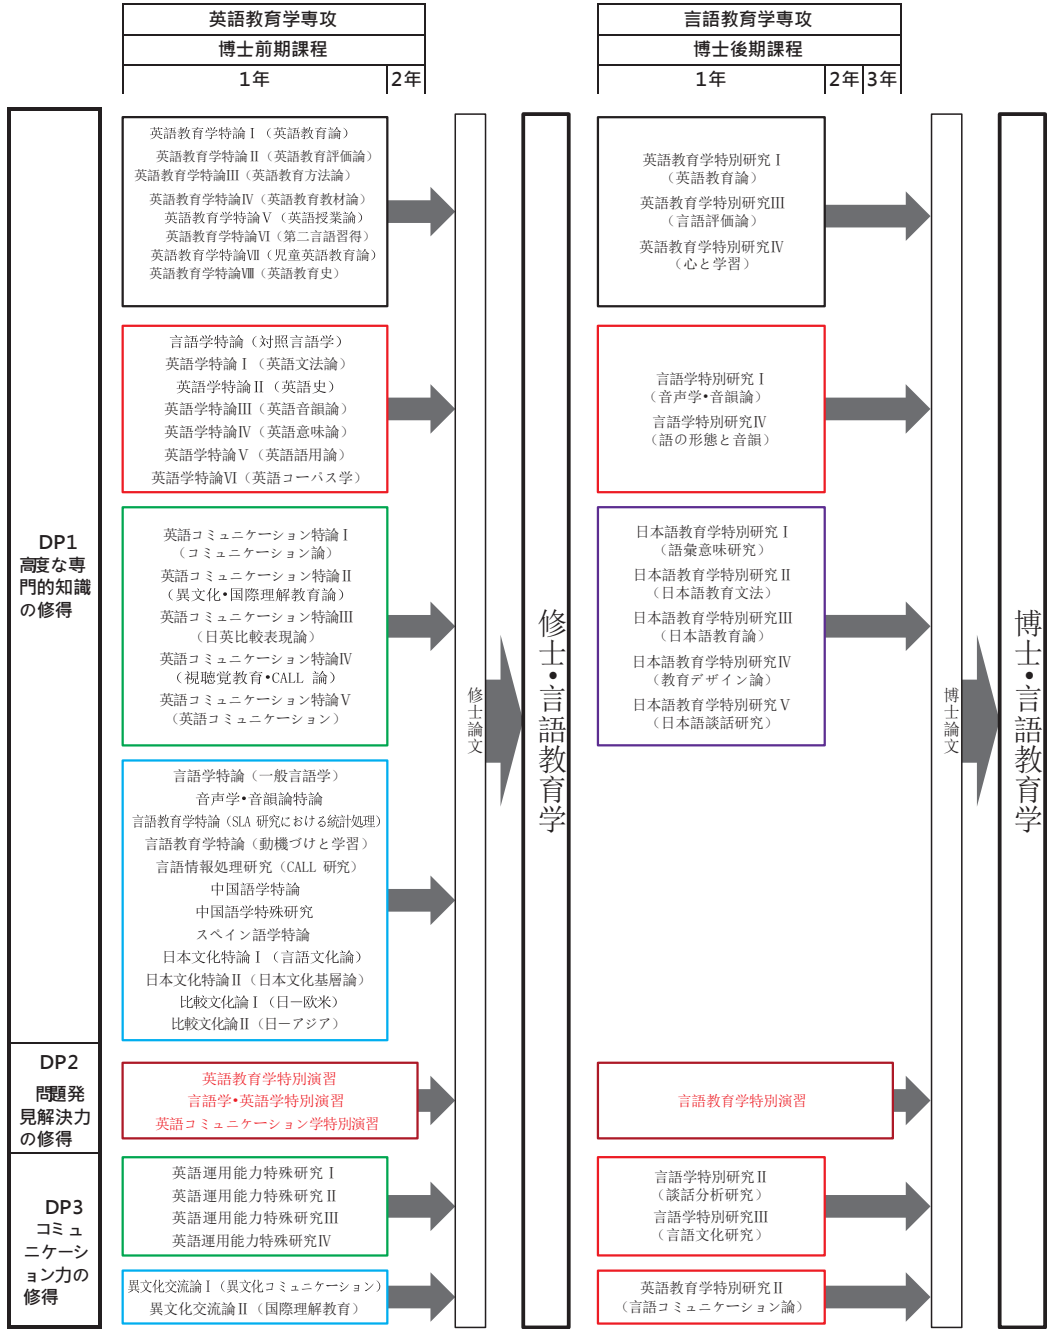 英語教育学専攻
博士前期課程
1年
2年
言語教育学専攻
博士後期課程
1年
2年
3年
DP1
高度な専
門的知識
の修得
英語教育学特論Ⅰ（英語教育論）
英語教育学特論Ⅱ（英語教育評価論）
英語教育学特論Ⅲ（英語教育方法論）
英語教育学特論Ⅳ（英語教育教材論）
英語教育学特論Ⅴ（英語授業論）
英語教育学特論Ⅵ（第二言語習得）
英語教育学特論Ⅶ（児童英語教育論）
英語教育学特論Ⅷ（英語教育史）
言語学特論（対照言語学）
英語学特論Ⅰ（英語文法論）
英語学特論Ⅱ（英語史）
英語学特論Ⅲ（英語音韻論）
英語学特論Ⅳ（英語意味論）
英語学特論Ⅴ（英語語用論）
英語学特論Ⅵ（英語コーパス学）
英語コミュニケーション特論Ⅰ
（コミュニケーション論）
英語コミュニケーション特論Ⅱ
（異文化・国際理解教育論）
英語コミュニケーション特論Ⅲ
（日英比較表現論）
英語コミュニケーション特論Ⅳ
（視聴覚教育・CALL 論）
英語コミュニケーション特論Ⅴ
（英語コミュニケーション）
言語学特論（一般言語学）
音声学・音韻論特論
言語教育学特論（SLA 研究における統計処理）
言語教育学特論（動機づけと学習）
言語情報処理研究（CALL 研究）
中国語学特論
中国語学特殊研究
スペイン語学特論
日本文化特論Ⅰ（言語文化論）
日本文化特論Ⅱ（日本文化基層論）
比較文化論Ⅰ（日ー欧米）
比較文化論Ⅱ（日ーアジア）
修士論文
修士・言語教育学
英語教育学特別研究Ⅰ
（英語教育論）
英語教育学特別研究Ⅲ
（言語評価論）
英語教育学特別研究Ⅳ
（心と学習）
言語学特別研究Ⅰ
（音声学・音韻論）
言語学特別研究Ⅳ
（語の形態と音韻）
日本語教育学特別研究Ⅰ
（語彙意味研究）
日本語教育学特別研究Ⅱ
（日本語教育文法）
日本語教育学特別研究Ⅲ
（日本語教育論）
日本語教育学特別研究Ⅳ
（教育デザイン論）
日本語教育学特別研究Ⅴ
（日本語談話研究）
博士論文
博士・言語教育学
DP2
問題発
見解決力
の修得
英語教育学特別演習
言語学・英語学特別演習
英語コミュニケーション学特別演習
言語教育学特別演習
DP3
コミュ
ニケーシ
ョン力の
修得
英語運用能力特殊研究Ⅰ
英語運用能力特殊研究Ⅱ
英語運用能力特殊研究Ⅲ
英語運用能力特殊研究Ⅳ
異文化交流論Ⅰ（異文化コミュニケーション）
異文化交流論Ⅱ（国際理解教育）
言語学特別研究Ⅱ
（談話分析研究）
言語学特別研究Ⅲ
（言語文化研究）
英語教育学特別研究Ⅱ
（言語コミュニケーション論）